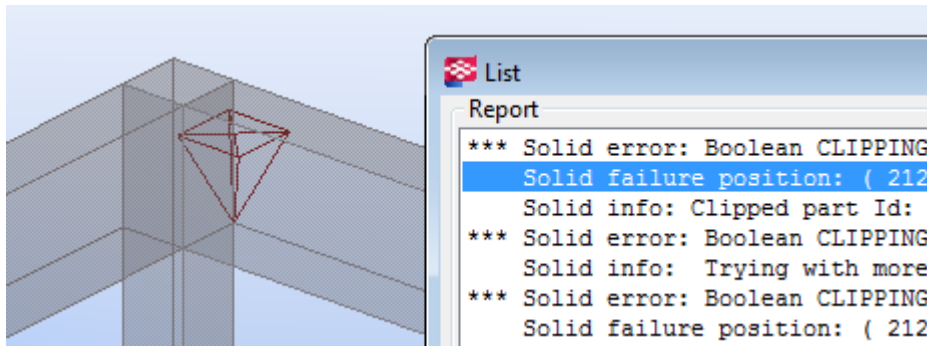 List
Report
*** Solid error: Boolean CLIPPING
Solid failure position: ( 212
Solid info: Clipped part Id:
*** Solid error: Boolean CLIPPING
Solid info:  Trying with more
*** Solid error: Boolean CLIPPING
Solid failure position: ( 212